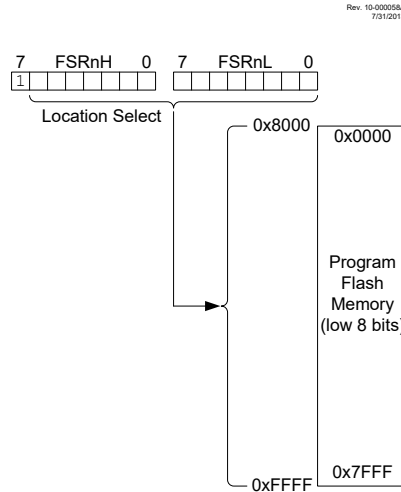 Rev. 10-000058A
7/31/201
7 FSRnH 0 7 FSRnL 0
1
Location Select
0x8000
0x0000
Program
Flash
Memory
(low 8 bits)
0x7FFF
0xFFFF